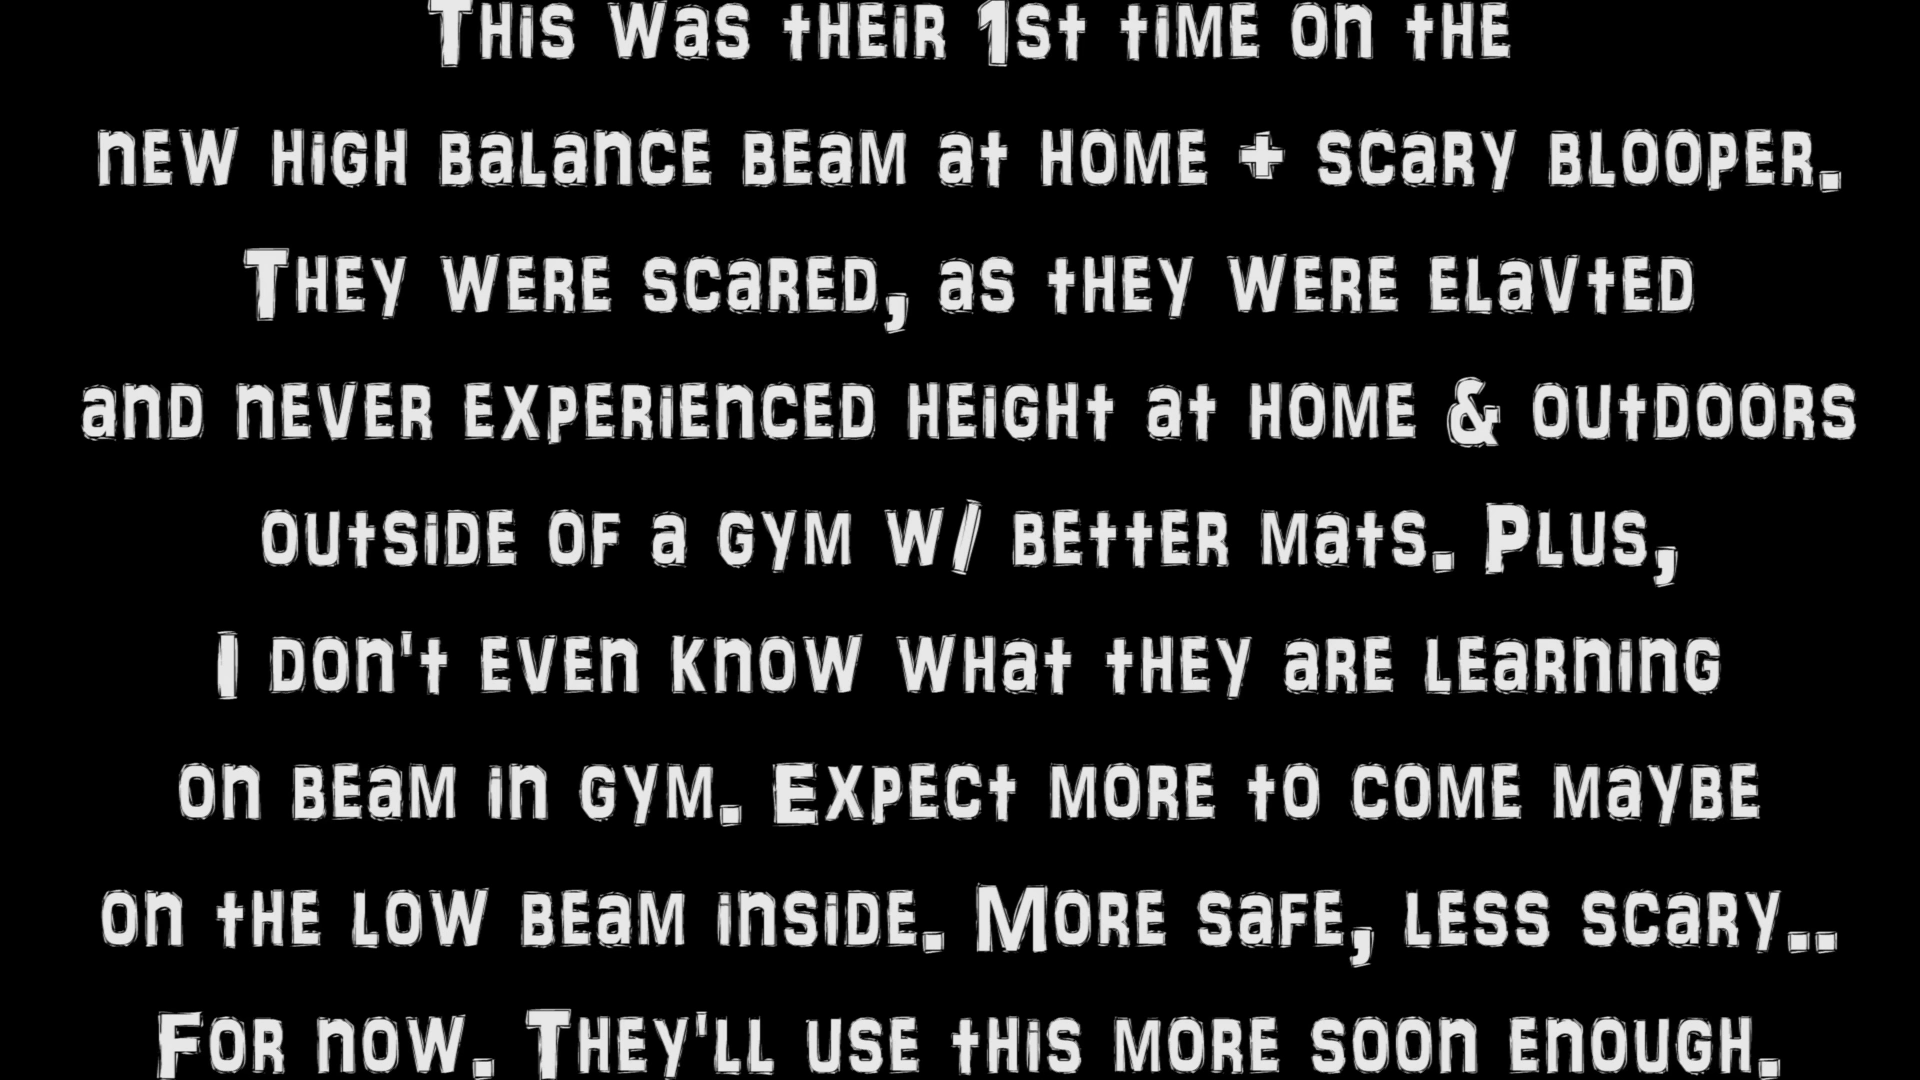 This was their 1st time on the
new high balance beam at home + scary blooper.
They were scared, as they were elavted
and never experienced height at home & outdoors
outside of a gym w/ better mats. Plus,
I don't even know what they are learning
on beam in gym. Expect more to come maybe
on the low beam inside. More safe, less scary..
For now. They'll use this more soon enough.